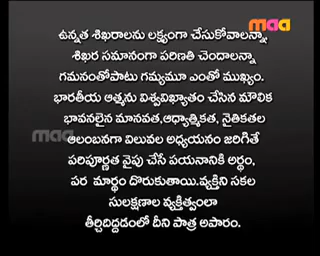 maa
ఉన్నత శిఖరాలను లక్ష్యంగా చేసుకోవాలన్నా,
శిఖర సమానంగా పరిణతి చెందాలన్నా
గమనంతోపాటు గమ్యమూ ఎంతో ముఖ్యం.
భారతీయ ఆత్మను విశ్వవిఖ్యాతం చేసిన మౌలిక
భావనలైన మానవత,ఆధ్యాత్మికత, నైతికతల
ఆలంబనగా విలువల అధ్యయనం జరిగితే
పరిపూర్ణత వైపు చేసే పయనానికి అర్థం,
పర మార్థం దొరుకుతాయి.వ్యక్తిని సకల
సులక్షణాల వ్యక్తిత్వంలా
తీర్చిదిద్దడంలో దీని పాత్ర అపారం.
maa